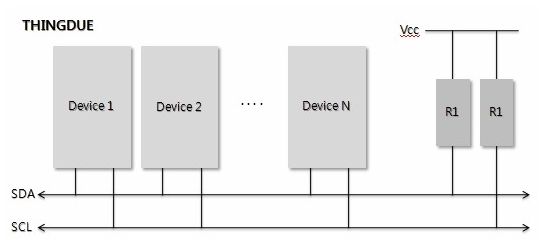 THINGDUE
Vcc
Device 1
Device 2
....
Device N
R1
R1
SDA
SCL